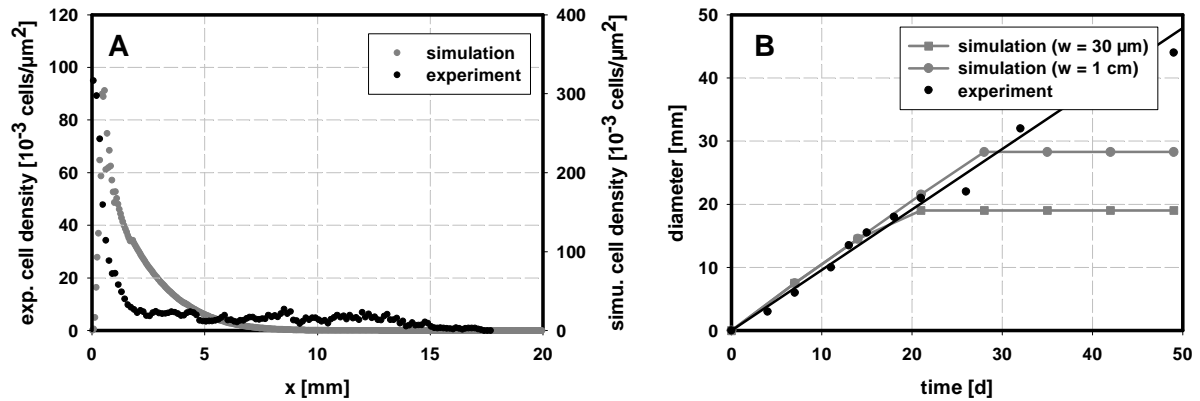 A
simulation
experiment
exp. cell density [10⁻³ cells/µm²]
120
100
80
60
40
20
0
simu. cell density [10⁻³ cells/µm²]
400
300
200
100
0
0 5 10 15 20
x [mm]
B
simulation (w = 30 µm)
simulation (w = 1 cm)
experiment
diameter [mm]
50
40
30
20
10
0
0 10 20 30 40 50
time [d]